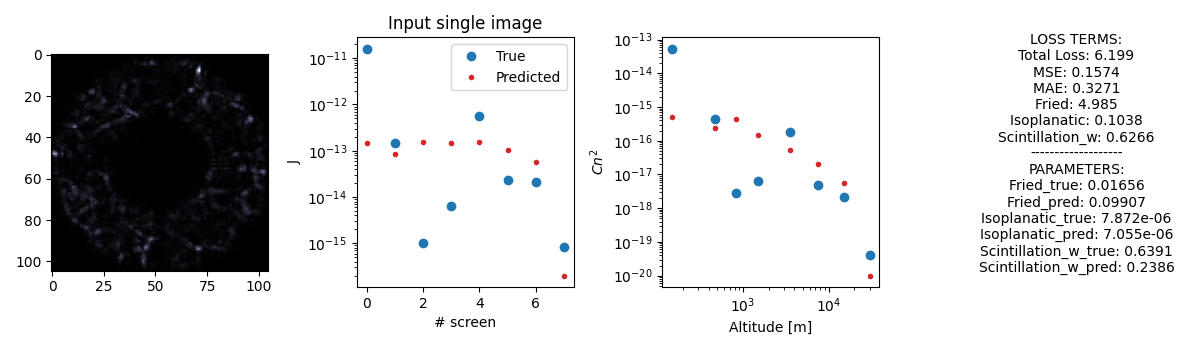 Input single image
0
20
40
60
80
100
0
50
100
10⁻¹¹
10⁻¹²
10⁻¹³
10⁻¹⁴
10⁻¹⁵
J
True
Predicted
0
2
4
6
# screen
10⁻¹³
10⁻¹⁴
10⁻¹⁵
10⁻¹⁶
10⁻¹⁷
10⁻¹⁸
10⁻¹⁹
10⁻²⁰
Cn²
10³
10⁴
Altitude [m]
LOSS TERMS:
Total Loss: 6.199
MSE: 0.1574
MAE: 0.3271
Fried: 4.985
Isoplanatic: 0.1038
Scintillation_w: 0.6266
-------------------
PARAMETERS:
Fried_true: 0.01656
Fried_pred: 0.09907
Isoplanatic_true: 7.872e-06
Isoplanatic_pred: 7.055e-06
Scintillation_w_true: 0.6391
Scintillation_w_pred: 0.2386